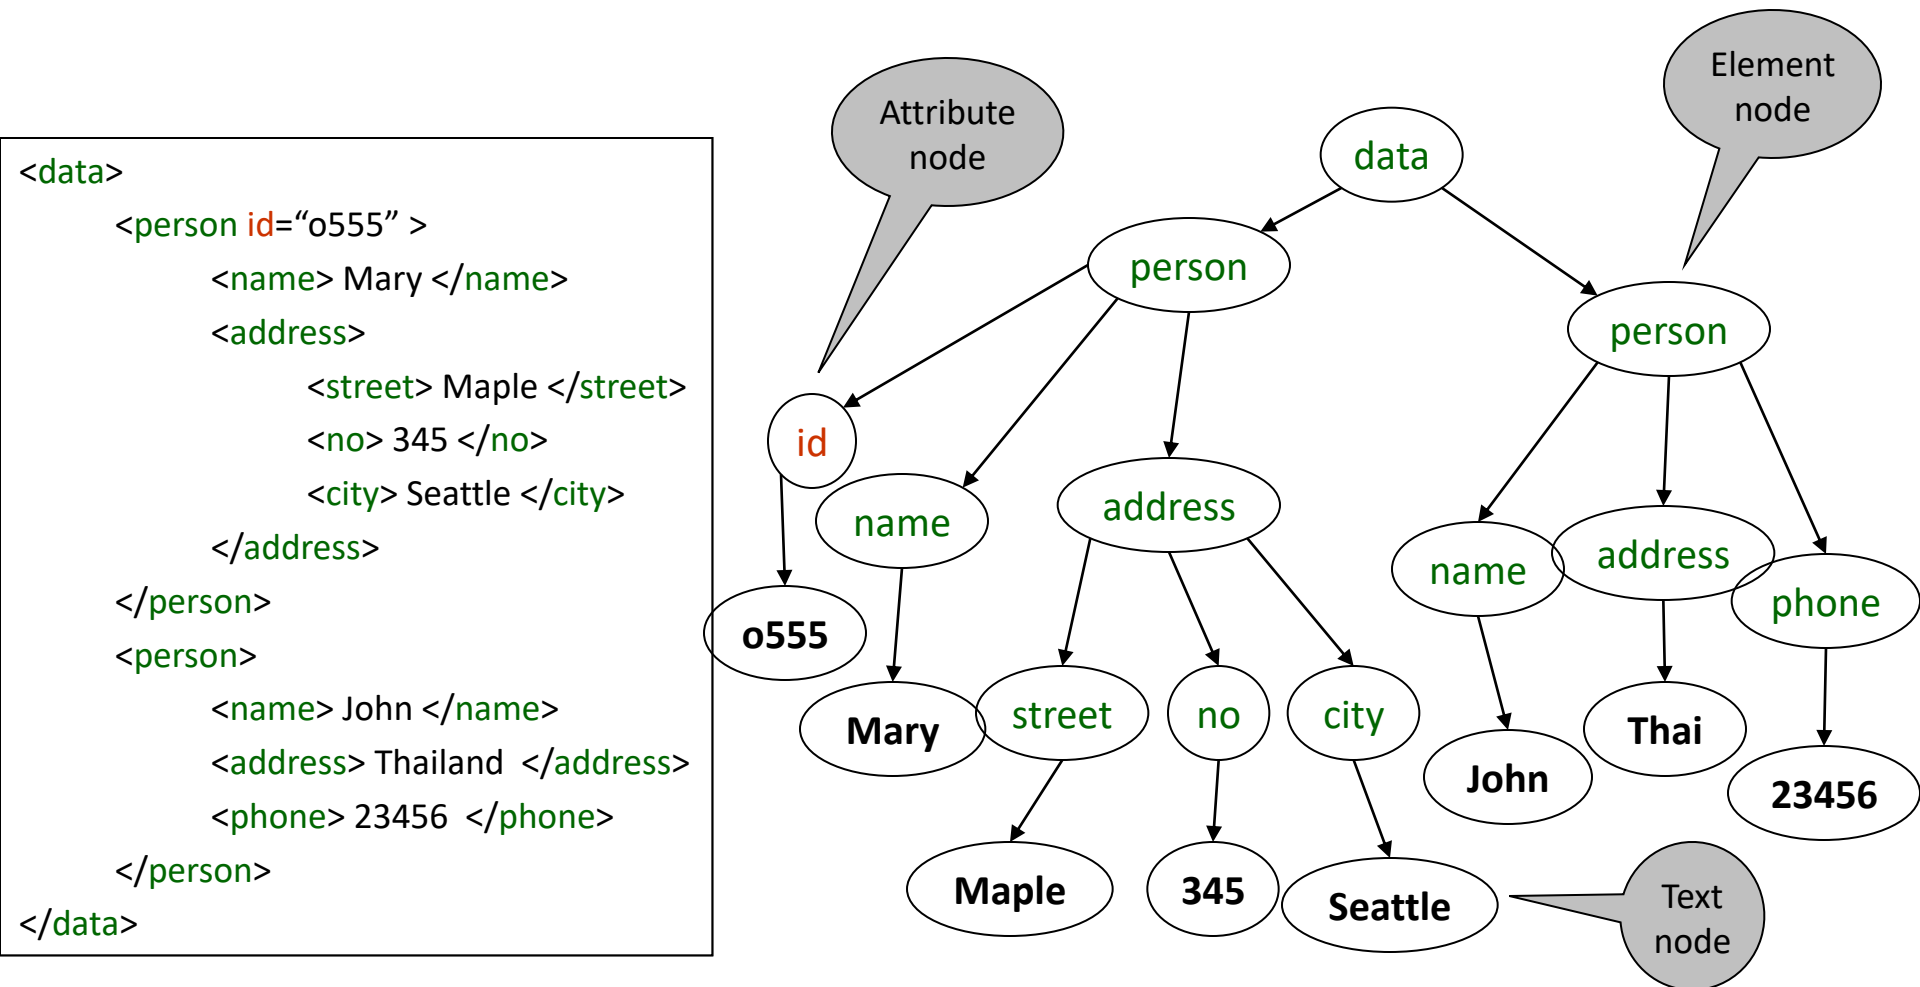 <data>
<person id=“o555” >
<name> Mary </name>
<address>
<street> Maple </street>
<no> 345 </no>
<city> Seattle </city>
</address>
</person>
<person>
<name> John </name>
<address> Thailand </address>
<phone> 23456 </phone>
</person>
</data>
Attribute
node
Element
node
data
person
person
id
name
address
name
address
phone
o555
Mary
street
no
city
John
Thai
23456
Maple
345
Seattle
Text
node